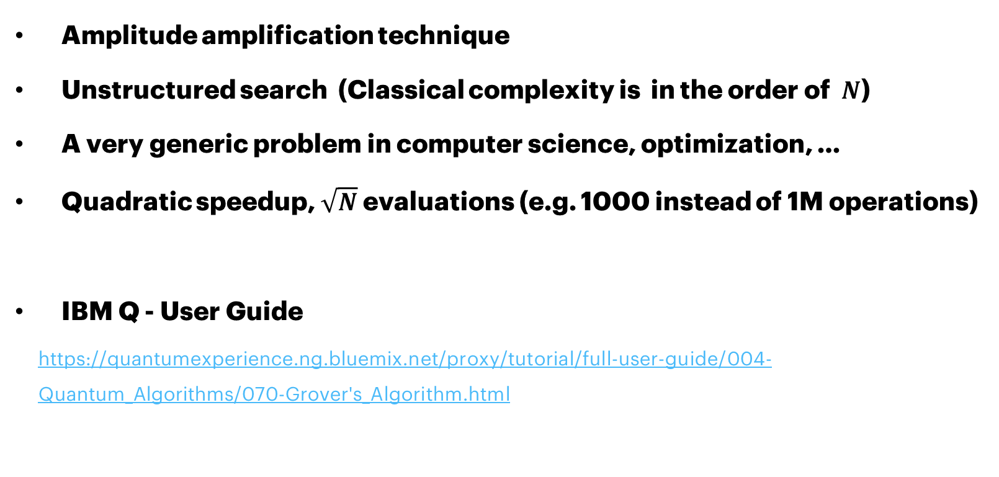 • Amplitude amplification technique
• Unstructured search (Classical complexity is in the order of N)
• A very generic problem in computer science, optimization, ...
• Quadratic speedup, √N evaluations (e.g. 1000 instead of 1M operations)
• IBM Q - User Guide
https://quantumexperience.ng.bluemix.net/proxy/tutorial/full-user-guide/004-
Quantum_Algorithms/070-Grover's_Algorithm.html